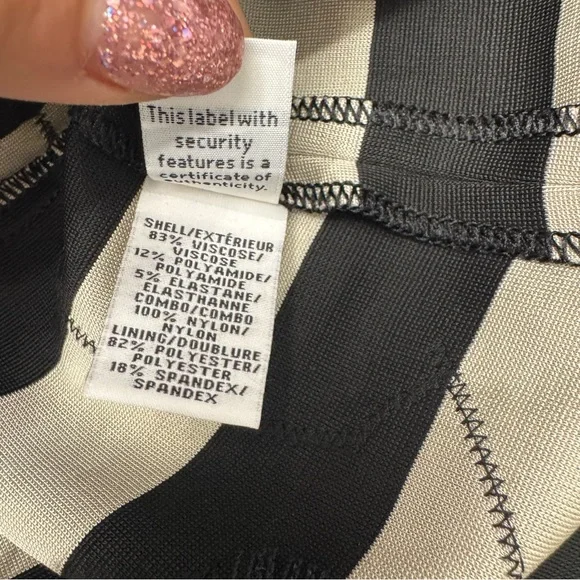 This label with
security
features is a
certificate of
authenticity.
SHELL/EXTÉRIEUR
83% VISCOSE/
VISCOSE
12% POLYAMIDE/
POLYAMIDE
5% ELASTANE/
ELASTHANNE
COMBO/COMBO
100% NYLON/
NYLON
LINING/DOUBLURE
82% POLYESTER/
POLYESTER
18% SPANDEX/
SPANDEX